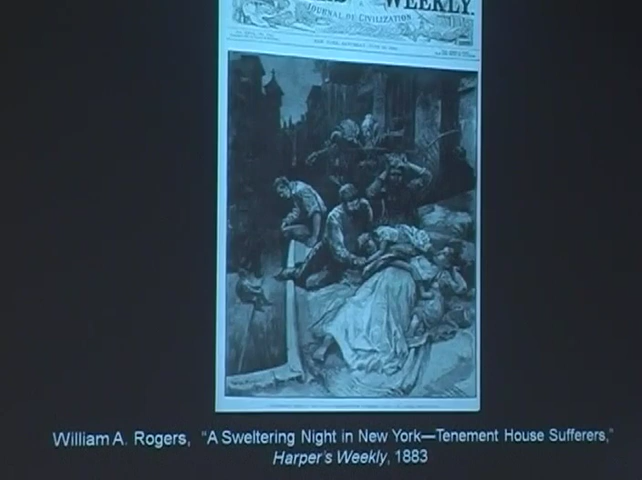 WEEKLY.
JOURNAL OF CIVILIZATION
William A. Rogers, “A Sweltering Night in New York—Tenement House Sufferers,”
Harper's Weekly, 1883